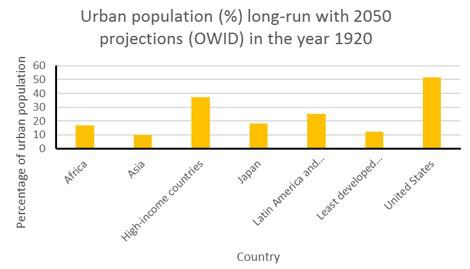 Urban population (%) long-run with 2050
projections (OWID) in the year 1920
Percentage of urban population
60
50
40
30
20
10
0
Africa
Asia
High-income countries
Japan
Latin America and...
Least developed...
United States
Country